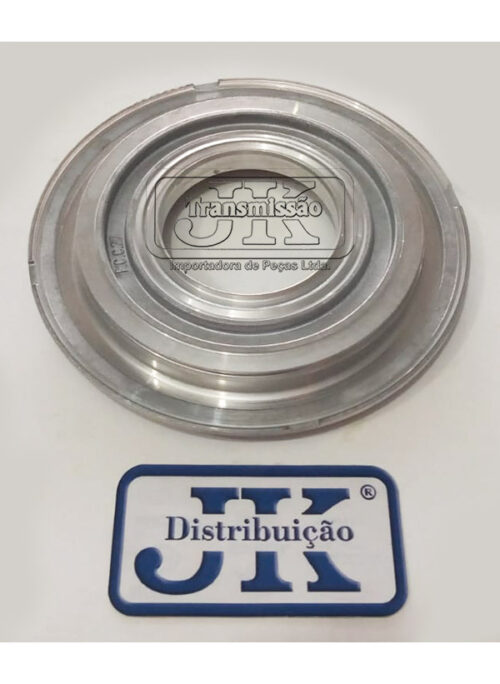 JK
Transmissão
Importadora de Peças Ltda.
JK
Distribuição
®